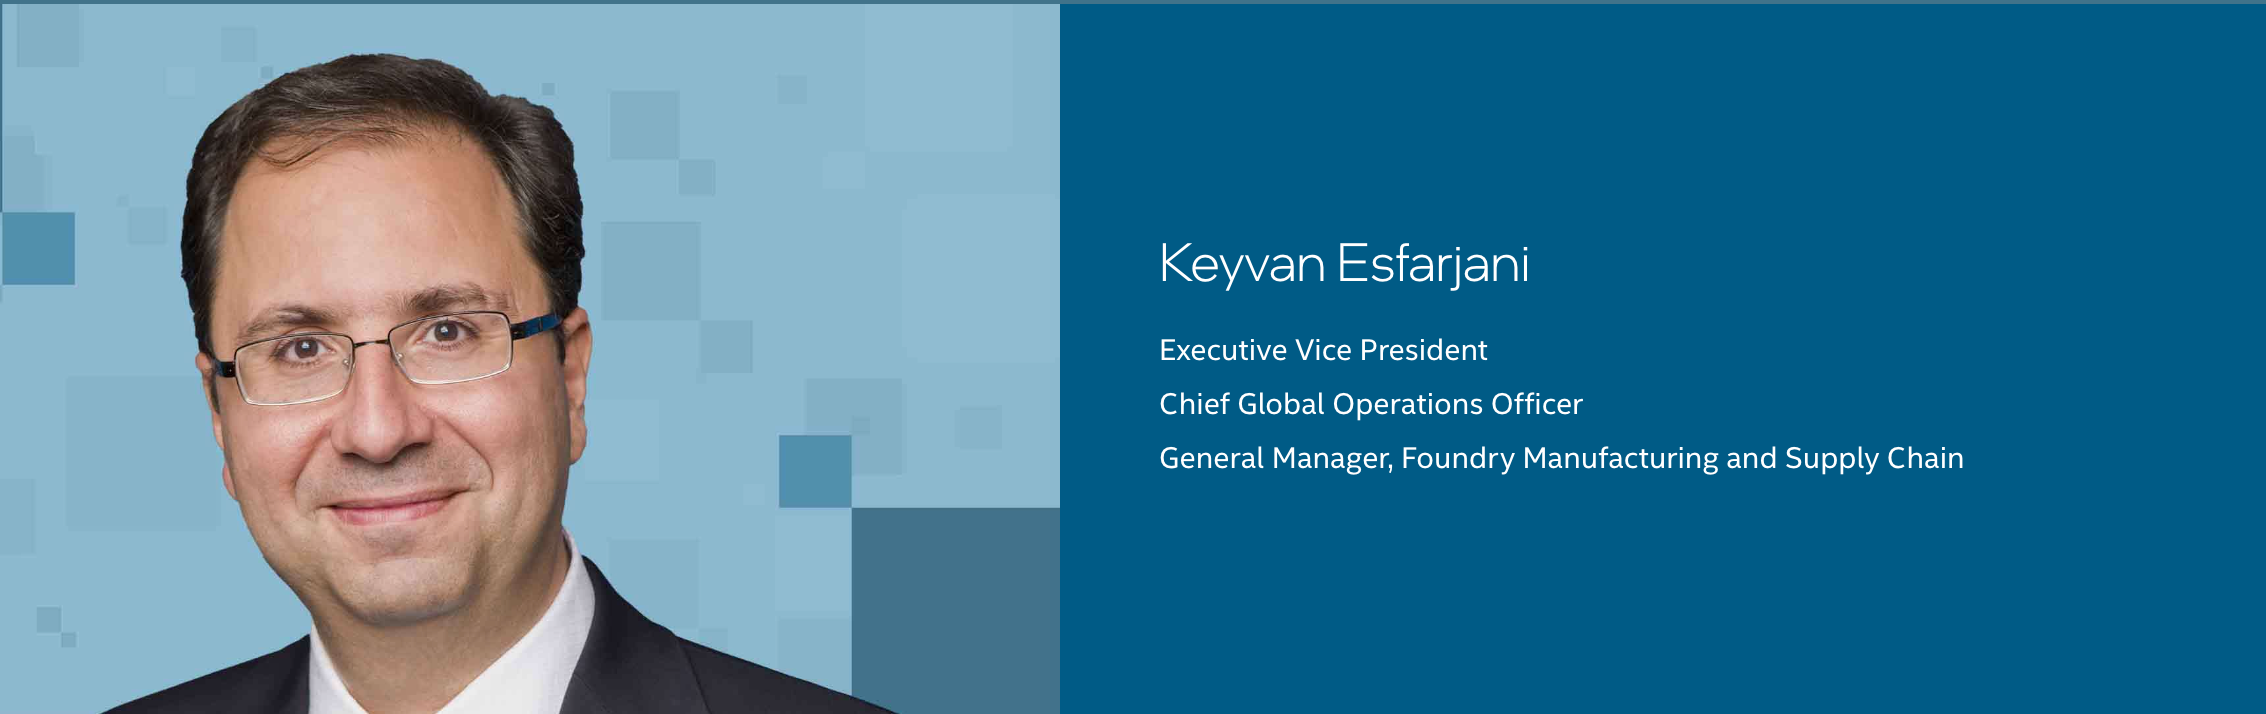 Keyvan Esfarjani
Executive Vice President
Chief Global Operations Officer
General Manager, Foundry Manufacturing and Supply Chain